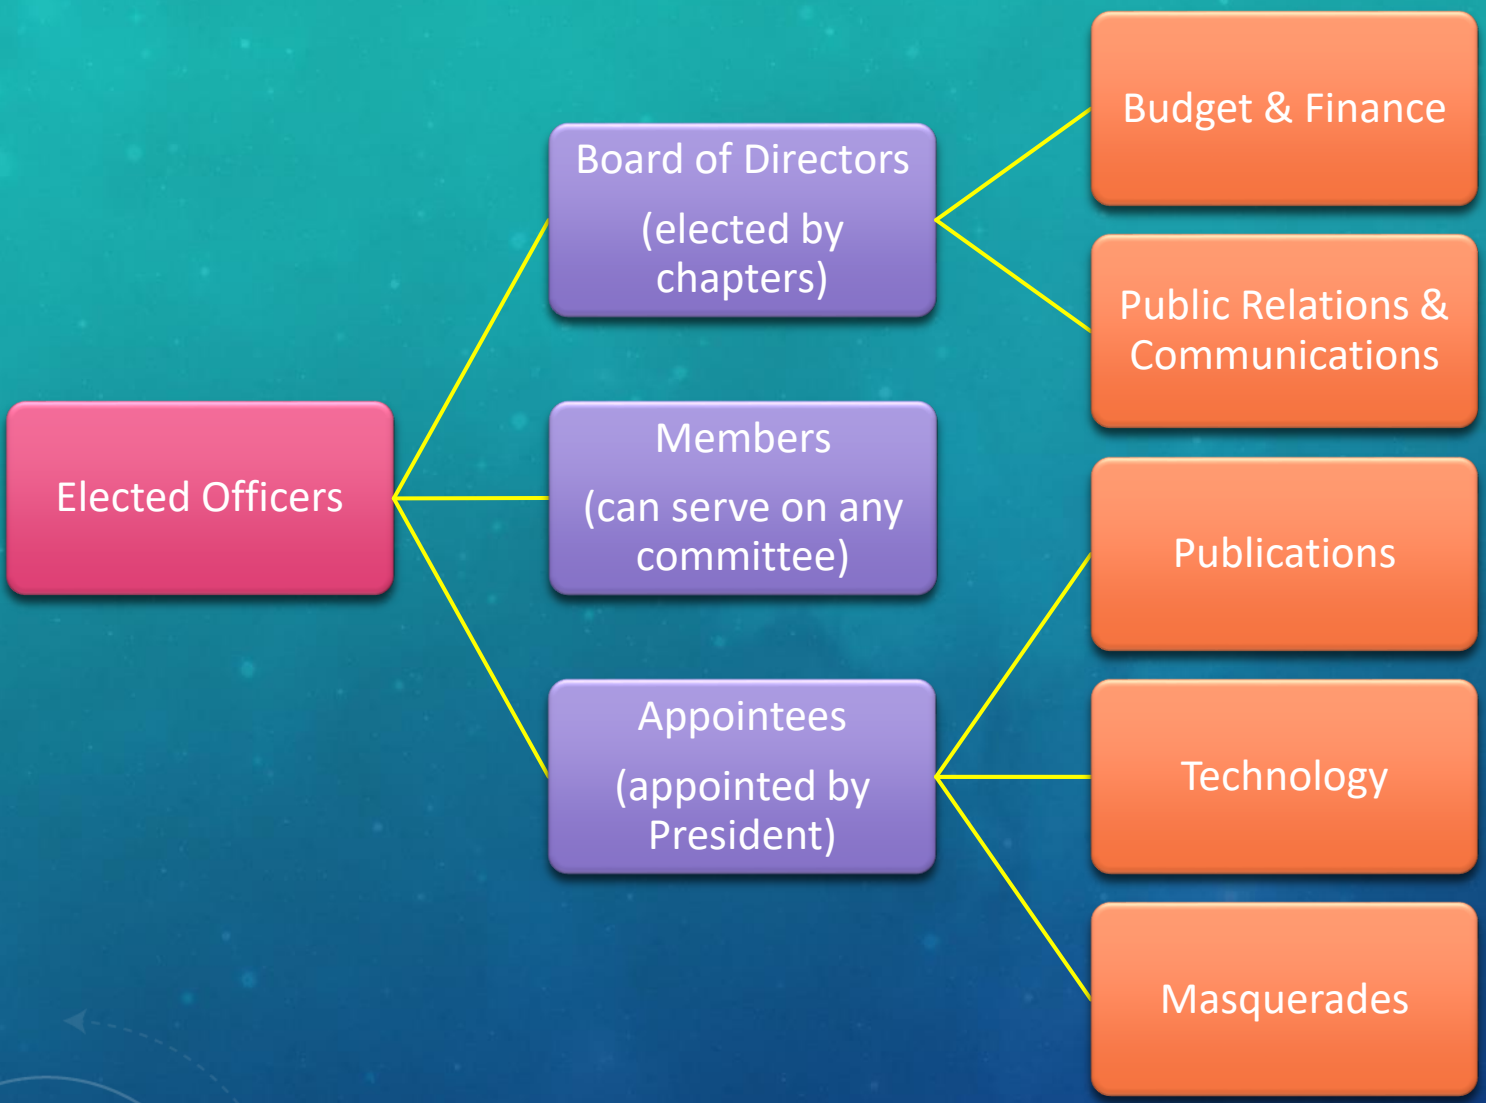 Elected Officers
Board of Directors
(elected by
chapters)
Members
(can serve on any
committee)
Appointees
(appointed by
President)
Budget & Finance
Public Relations &
Communications
Publications
Technology
Masquerades